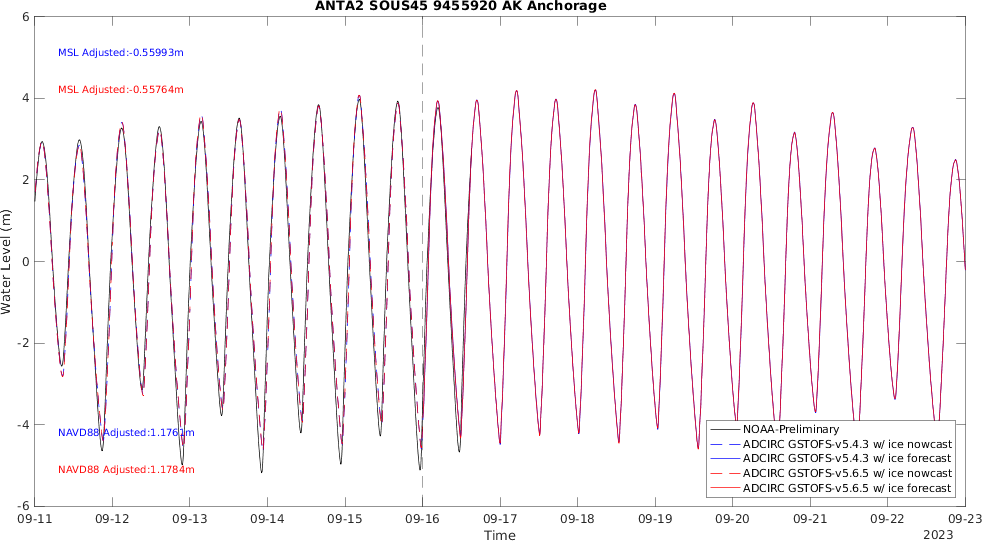 ANTA2 SOUS45 9455920 AK Anchorage
6
MSL Adjusted:-0.55993m
MSL Adjusted:-0.55764m
4
2
0
-2
-4
-6
Water Level (m)
NAVD88 Adjusted:1.1761m
NAVD88 Adjusted:1.1784m
NOAA-Preliminary
ADCIRC GSTOFS-v5.4.3 w/ ice nowcast
ADCIRC GSTOFS-v5.4.3 w/ ice forecast
ADCIRC GSTOFS-v5.6.5 w/ ice nowcast
ADCIRC GSTOFS-v5.6.5 w/ ice forecast
09-11 09-12 09-13 09-14 09-15 09-16 09-17 09-18 09-19 09-20 09-21 09-22 09-23
Time
2023